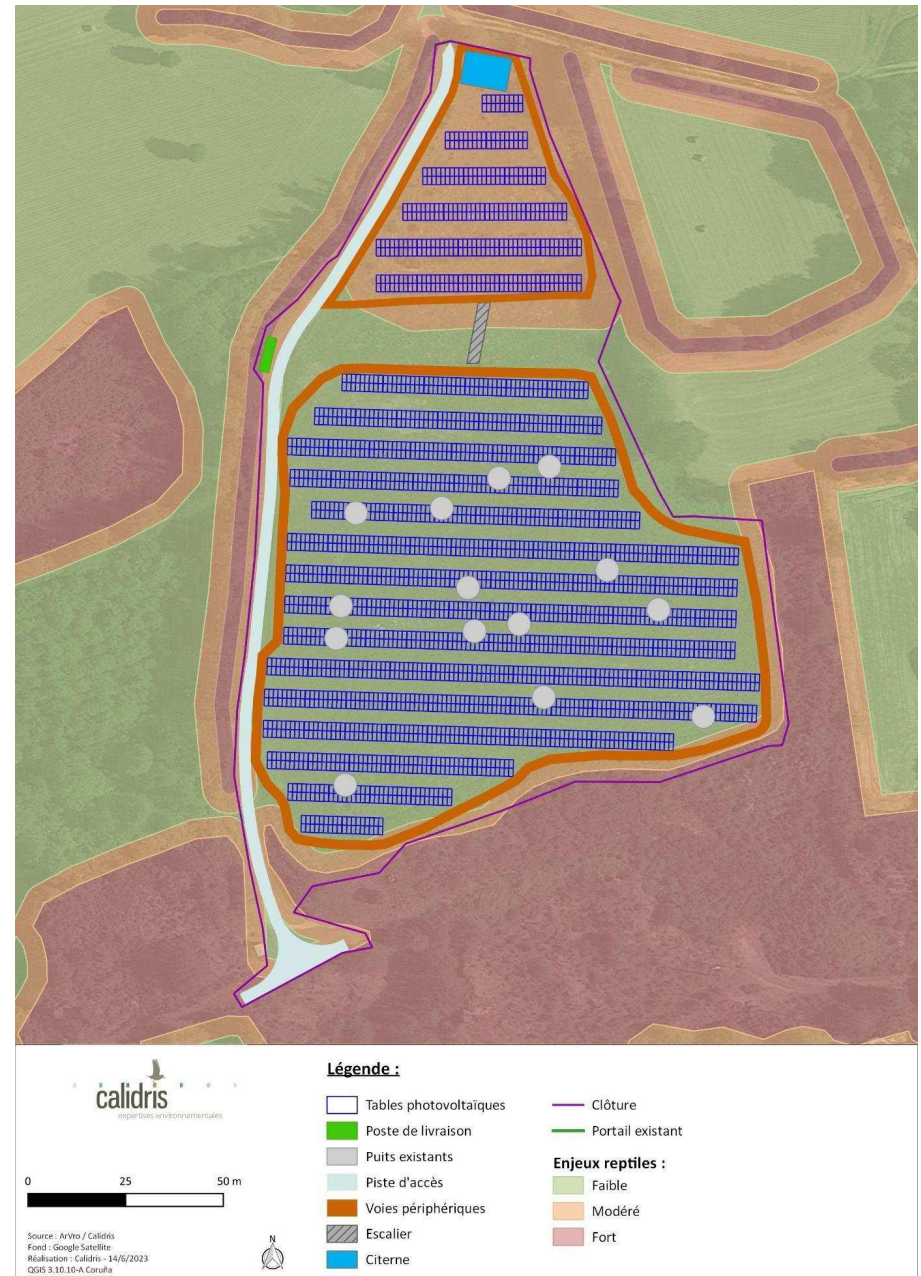 calidris
expertises environnementales
0 25 50 m
Source : ArVro / Calidris
Fond : Google Satellite
Réalisation : Calidris - 14/6/2023
QGIS 3.10.10-A Coruña
N
Légende :
Tables photovoltaïques
Poste de livraison
Puits existants
Piste d'accès
Voies périphériques
Escalier
Citerne
Clôture
Portail existant
Enjeux reptiles :
Faible
Modéré
Fort